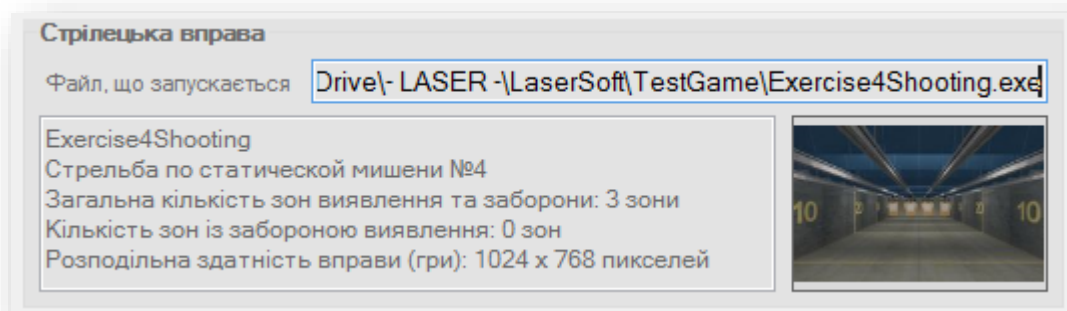 Стрілецька вправа
Файл, що запускається Drive\- LASER -\LaserSoft\TestGame\Exercise4Shooting.exe
Exercise4Shooting
Стрельба по статической мишени №4
Загальна кількість зон виявлення та заборони: 3 зони
Кількість зон із забороною виявлення: 0 зон
Розподільна здатність вправи (гри): 1024 x 768 пикселей
10 20 20 10